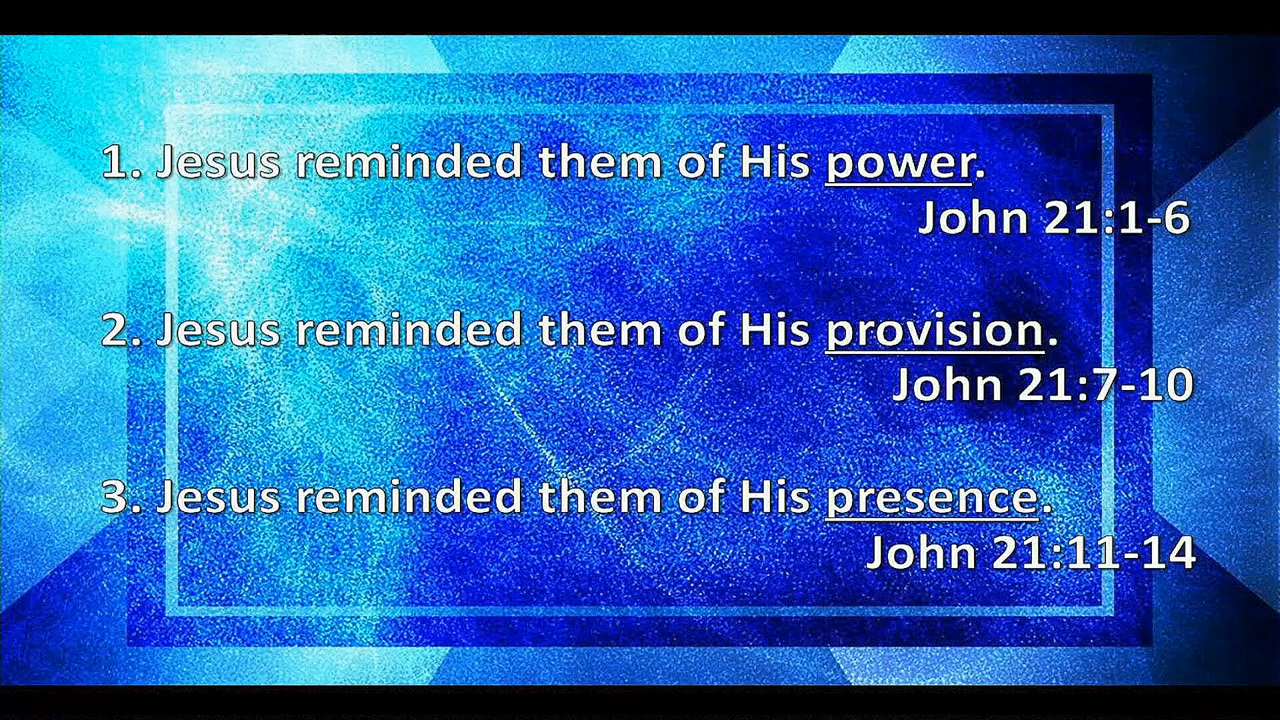 1. Jesus reminded them of His power.
John 21:1-6
2. Jesus reminded them of His provision.
John 21:7-10
3. Jesus reminded them of His presence.
John 21:11-14